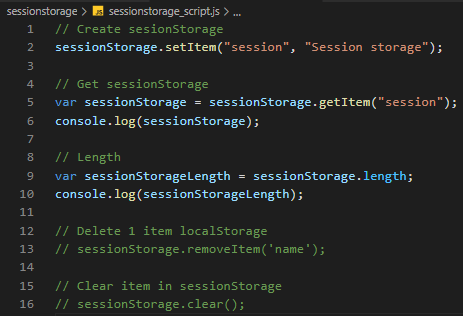 sessionstorage > JS sessionstorage_script.js > ...
1 // Create sesionStorage
2 sessionStorage.setItem("session", "Session storage");
3
4 // Get sessionStorage
5 var sessionStorage = sessionStorage.getItem("session");
6 console.log(sessionStorage);
7
8 // Length
9 var sessionStorageLength = sessionStorage.length;
10 console.log(sessionStorageLength);
11
12 // Delete 1 item localStorage
13 // sessionStorage.removeItem('name');
14
15 // Clear item in sessionStorage
16 // sessionStorage.clear();